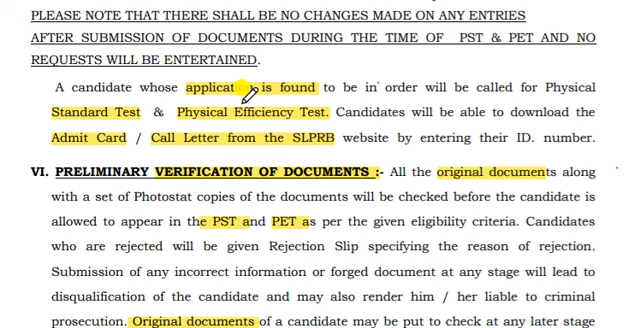 PLEASE NOTE THAT THERE SHALL BE NO CHANGES MADE ON ANY ENTRIES
AFTER SUBMISSION OF DOCUMENTS DURING THE TIME OF PST & PET AND NO
REQUESTS WILL BE ENTERTAINED.
A candidate whose is found to be in order will be called for Physical
Standard Test & Physical Efficiency Test. Candidates will be able to download the
Admit Card / Call Letter from the SLPRB website by entering their ID. number.
VI. PRELIMINARY VERIFICATION OF DOCUMENTS :- All the original documents along
with a set of Photostat copies of the documents will be checked before the candidate is
allowed to appear in the PST and PET as per the given eligibility criteria. Candidates
who are rejected will be given Rejection Slip specifying the reason of rejection.
Submission of any incorrect information or forged document at any stage will lead to
disqualification of the candidate and may also render him / her liable to criminal
prosecution. Original documents of a candidate may be put to check at any later stage